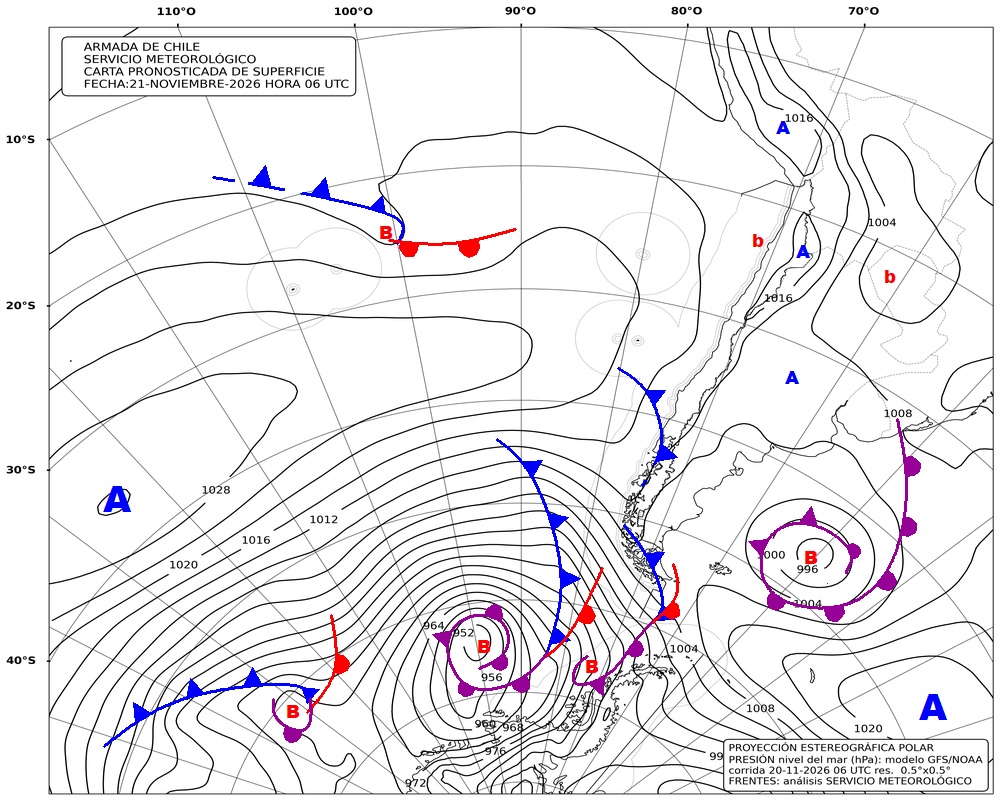 110°O 100°O 90°O 80°O 70°O
ARMADA DE CHILE
SERVICIO METEOROLÓGICO
CARTA PRONOSTICADA DE SUPERFICIE
FECHA:21-NOVIEMBRE-2026 HORA 06 UTC
1016
A
10°S
1004
B
b
A
b
1016
20°S
A
1008
30°S
A
1028
1012
1016
1020
1000
B
996
1004
964
952
B
1004
40°S
B
956
B
1008
A
960
968
1020
976
972
99
PROYECCIÓN ESTEREOGRÁFICA POLAR
PRESIÓN nivel del mar (hPa): modelo GFS/NOAA
corrida 20-11-2026 06 UTC res. 0.5°x0.5°
FRENTES: análisis SERVICIO METEOROLÓGICO